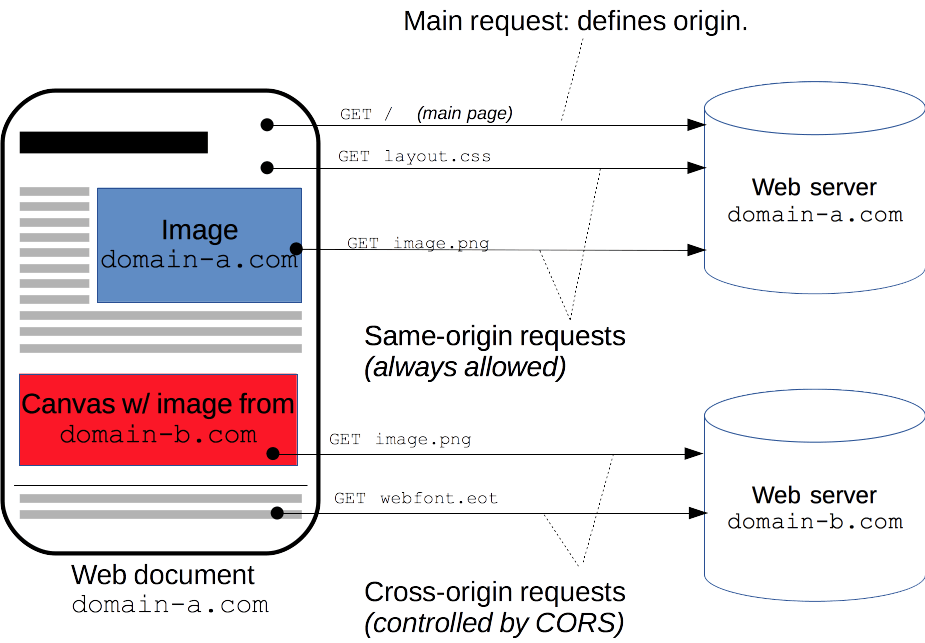 Main request: defines origin.
GET / (main page)
GET layout.css
Image
domain-a.com
GET image.png
Web server
domain-a.com
Same-origin requests
(always allowed)
Canvas w/ image from
domain-b.com
GET image.png
GET webfont.eot
Web server
domain-b.com
Web document
domain-a.com
Cross-origin requests
(controlled by CORS)